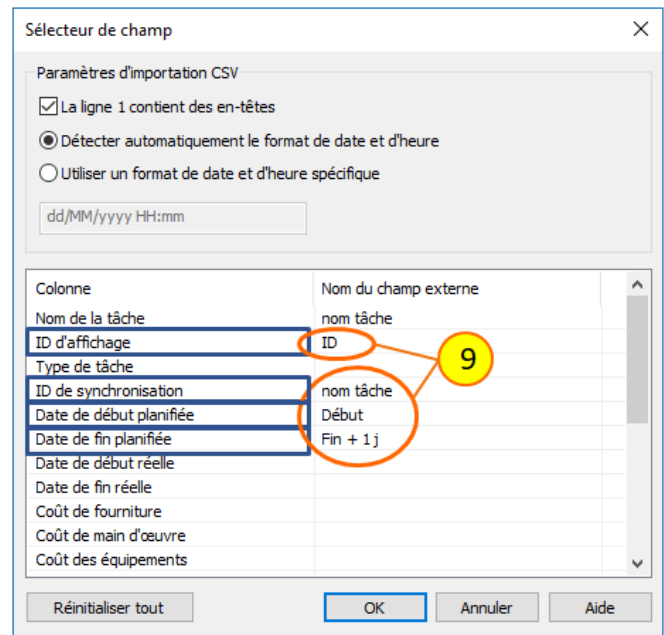 Sélecteur de champ
Paramètres d'importation CSV
La ligne 1 contient des en-têtes
Détecter automatiquement le format de date et d'heure
Utiliser un format de date et d'heure spécifique
dd/MM/yyyy HH:mm
Colonne Nom du champ externe
Nom de la tâche nom tâche
ID d'affichage ID
9
Type de tâche
ID de synchronisation nom tâche
Date de début planifiée Début
Date de fin planifiée Fin + 1 j
Date de début réelle
Date de fin réelle
Coût de fourniture
Coût de main d'œuvre
Coût des équipements
Réinitialiser tout OK Annuler Aide